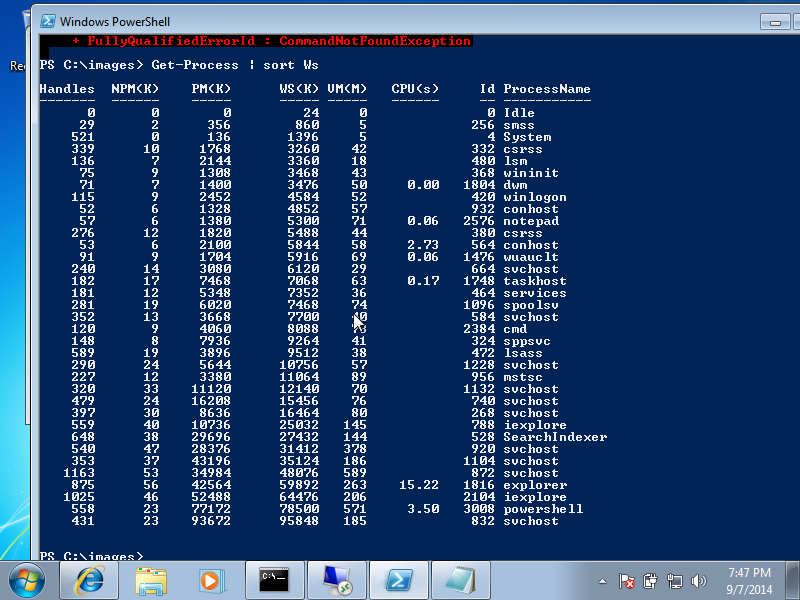 Windows PowerShell
+ FullyQualifiedErrorId : CommandNotFoundException
Re
PS C:\images> Get-Process | sort Ws
Handles NPM(K) PM(K) WS(K) VM(M) CPU(s) Id ProcessName
------- ------ ----- ----- ----- ------ -- -----------
0 0 0 24 0 0 Idle
29 2 356 860 5 256 smss
521 0 136 1396 5 4 System
339 10 1768 3260 42 332 csrss
136 7 2144 3360 18 480 lsm
75 9 1308 3468 43 368 wininit
71 7 1400 3476 50 0.00 1804 dwm
115 9 2452 4584 52 420 winlogon
52 6 1328 4852 57 932 conhost
57 6 1380 5300 71 0.06 2576 notepad
276 12 1820 5488 44 380 csrss
53 6 2100 5844 58 2.73 564 conhost
91 9 1704 5916 69 0.06 1476 wuauclt
240 14 3080 6120 29 664 svchost
182 17 7468 7068 63 0.17 1748 taskhost
181 12 5348 7352 36 464 services
281 19 6020 7468 74 1096 spoolsv
352 13 3668 7700 584 svchost
120 9 4060 8088 2384 cmd
148 8 7936 9264 41 324 sppsvc
589 19 3896 9512 38 472 lsass
290 24 5644 10756 57 1228 svchost
227 12 3380 11064 89 956 mstsc
320 33 11120 12140 70 1132 svchost
479 24 16208 15456 76 740 svchost
397 30 8636 16464 80 268 svchost
559 40 10736 25032 145 788 iexplore
648 38 29696 27432 144 528 SearchIndexer
540 47 28376 31412 378 920 svchost
353 37 43196 35124 186 1104 svchost
1163 53 34984 48076 589 872 svchost
875 56 42564 59892 263 15.22 1816 explorer
1025 46 52488 64476 206 2104 iexplore
558 23 77172 78500 571 3.50 3008 powershell
431 23 93672 95848 185 832 svchost
PS C:\images>
C:\_
7:47 PM
9/7/2014